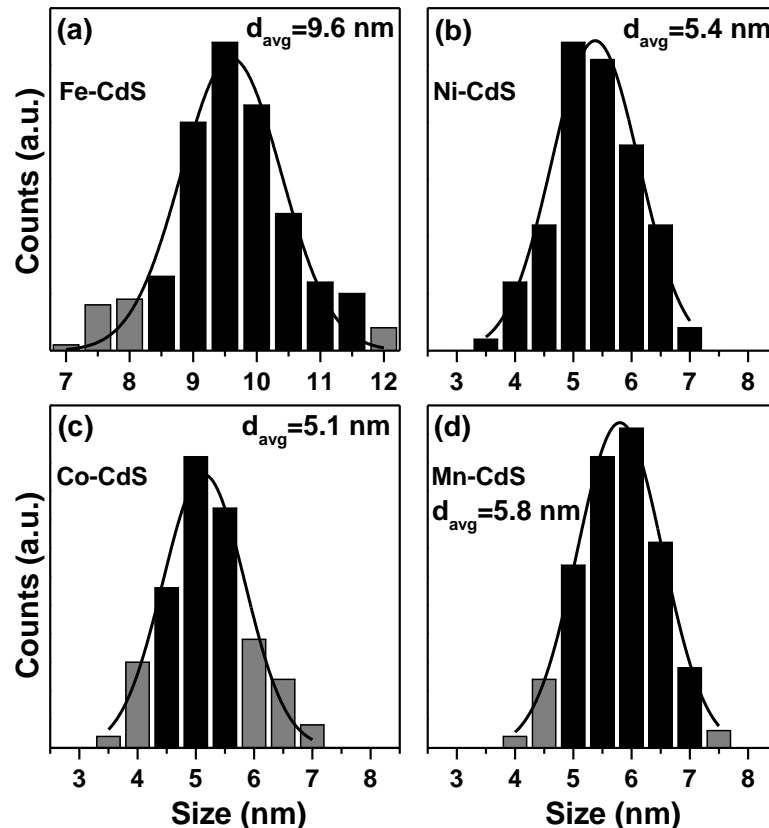 (a)
d_avg=9.6 nm
Fe-CdS
Counts (a.u.)
7 8 9 10 11 12
(b)
d_avg=5.4 nm
Ni-CdS
3 4 5 6 7 8
(c)
d_avg=5.1 nm
Co-CdS
Counts (a.u.)
3 4 5 6 7 8
Size (nm)
(d)
Mn-CdS
d_avg=5.8 nm
3 4 5 6 7 8
Size (nm)